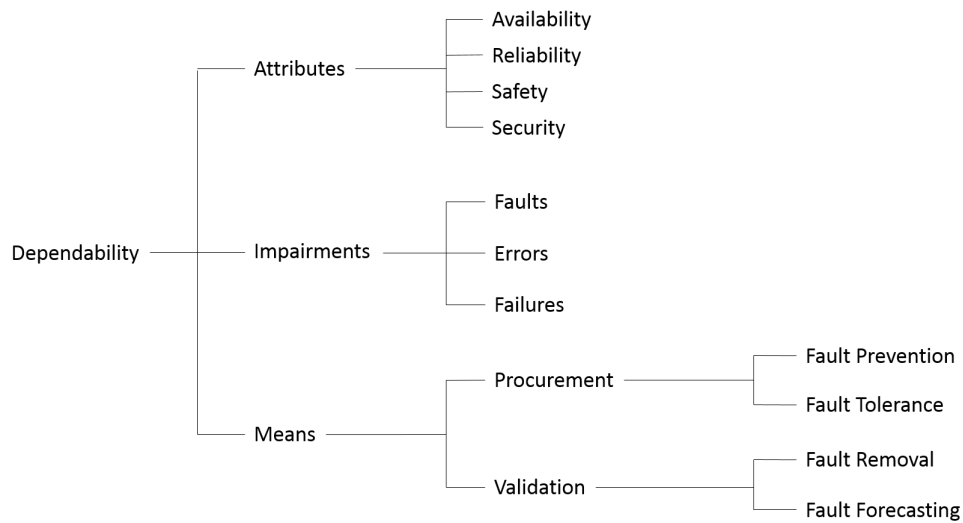 Dependability
Attributes
Availability
Reliability
Safety
Security
Impairments
Faults
Errors
Failures
Means
Procurement
Fault Prevention
Fault Tolerance
Validation
Fault Removal
Fault Forecasting